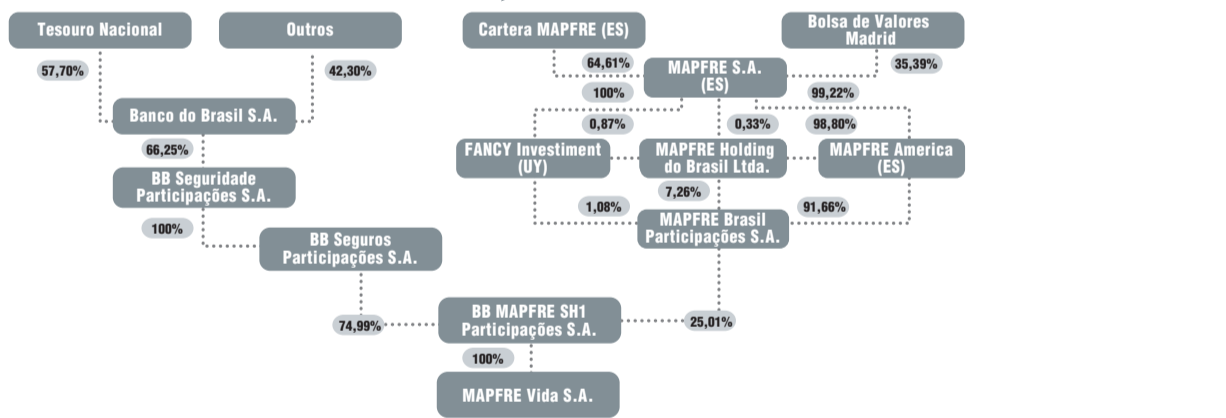 Tesouro Nacional
Outros
Cartera MAPFRE (ES)
Bolsa de Valores
Madrid
57,70%
42,30%
64,61%
MAPFRE S.A.
(ES)
35,39%
100%
99,22%
Banco do Brasil S.A.
0,87%
0,33%
98,80%
66,25%
FANCY Investiment
(UY)
MAPFRE Holding
do Brasil Ltda.
MAPFRE America
(ES)
BB Seguridade
Participações S.A.
7,26%
1,08%
91,66%
100%
MAPFRE Brasil
Participações S.A.
BB Seguros
Participações S.A.
BB MAPFRE SH1
Participações S.A.
74,99%
25,01%
100%
MAPFRE Vida S.A.